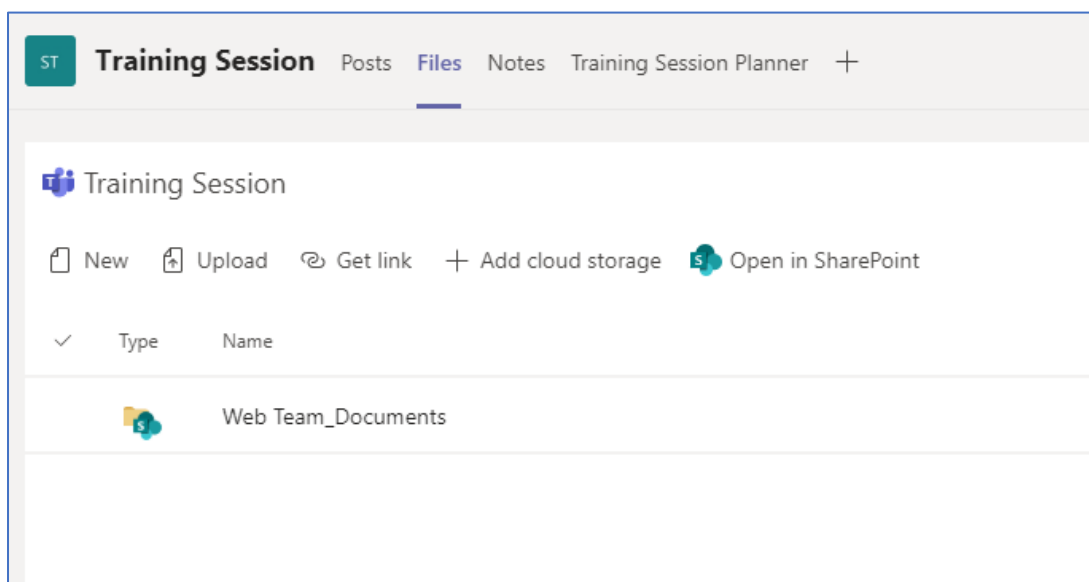 ST Training Session Posts Files Notes Training Session Planner
Training Session
New Upload Get link Add cloud storage Open in SharePoint
Type Name
Web Team_Documents